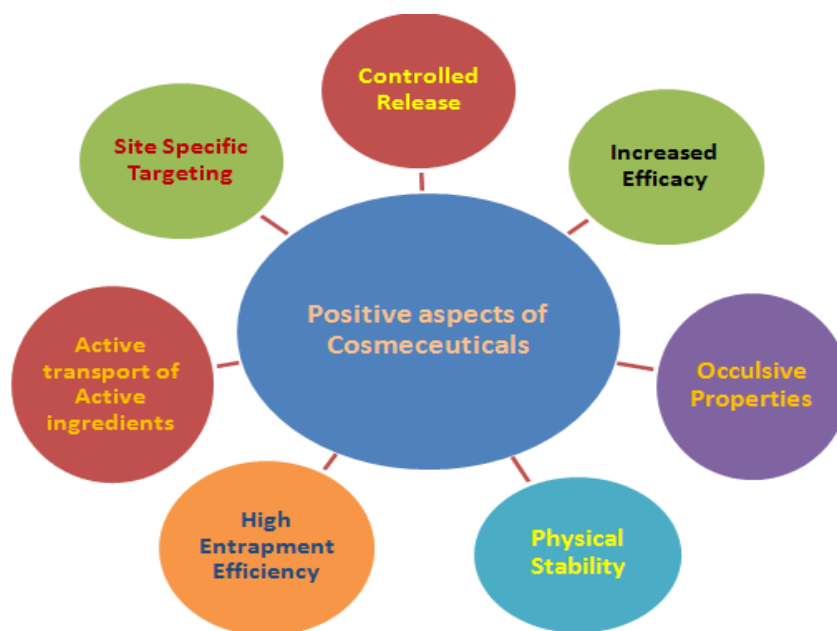 Controlled
Release
Site Specific
Targeting
Increased
Efficacy
Positive aspects of
Cosmeceuticals
Active
transport of
Active
ingredients
Occulsive
Properties
High
Entrapment
Efficiency
Physical
Stability